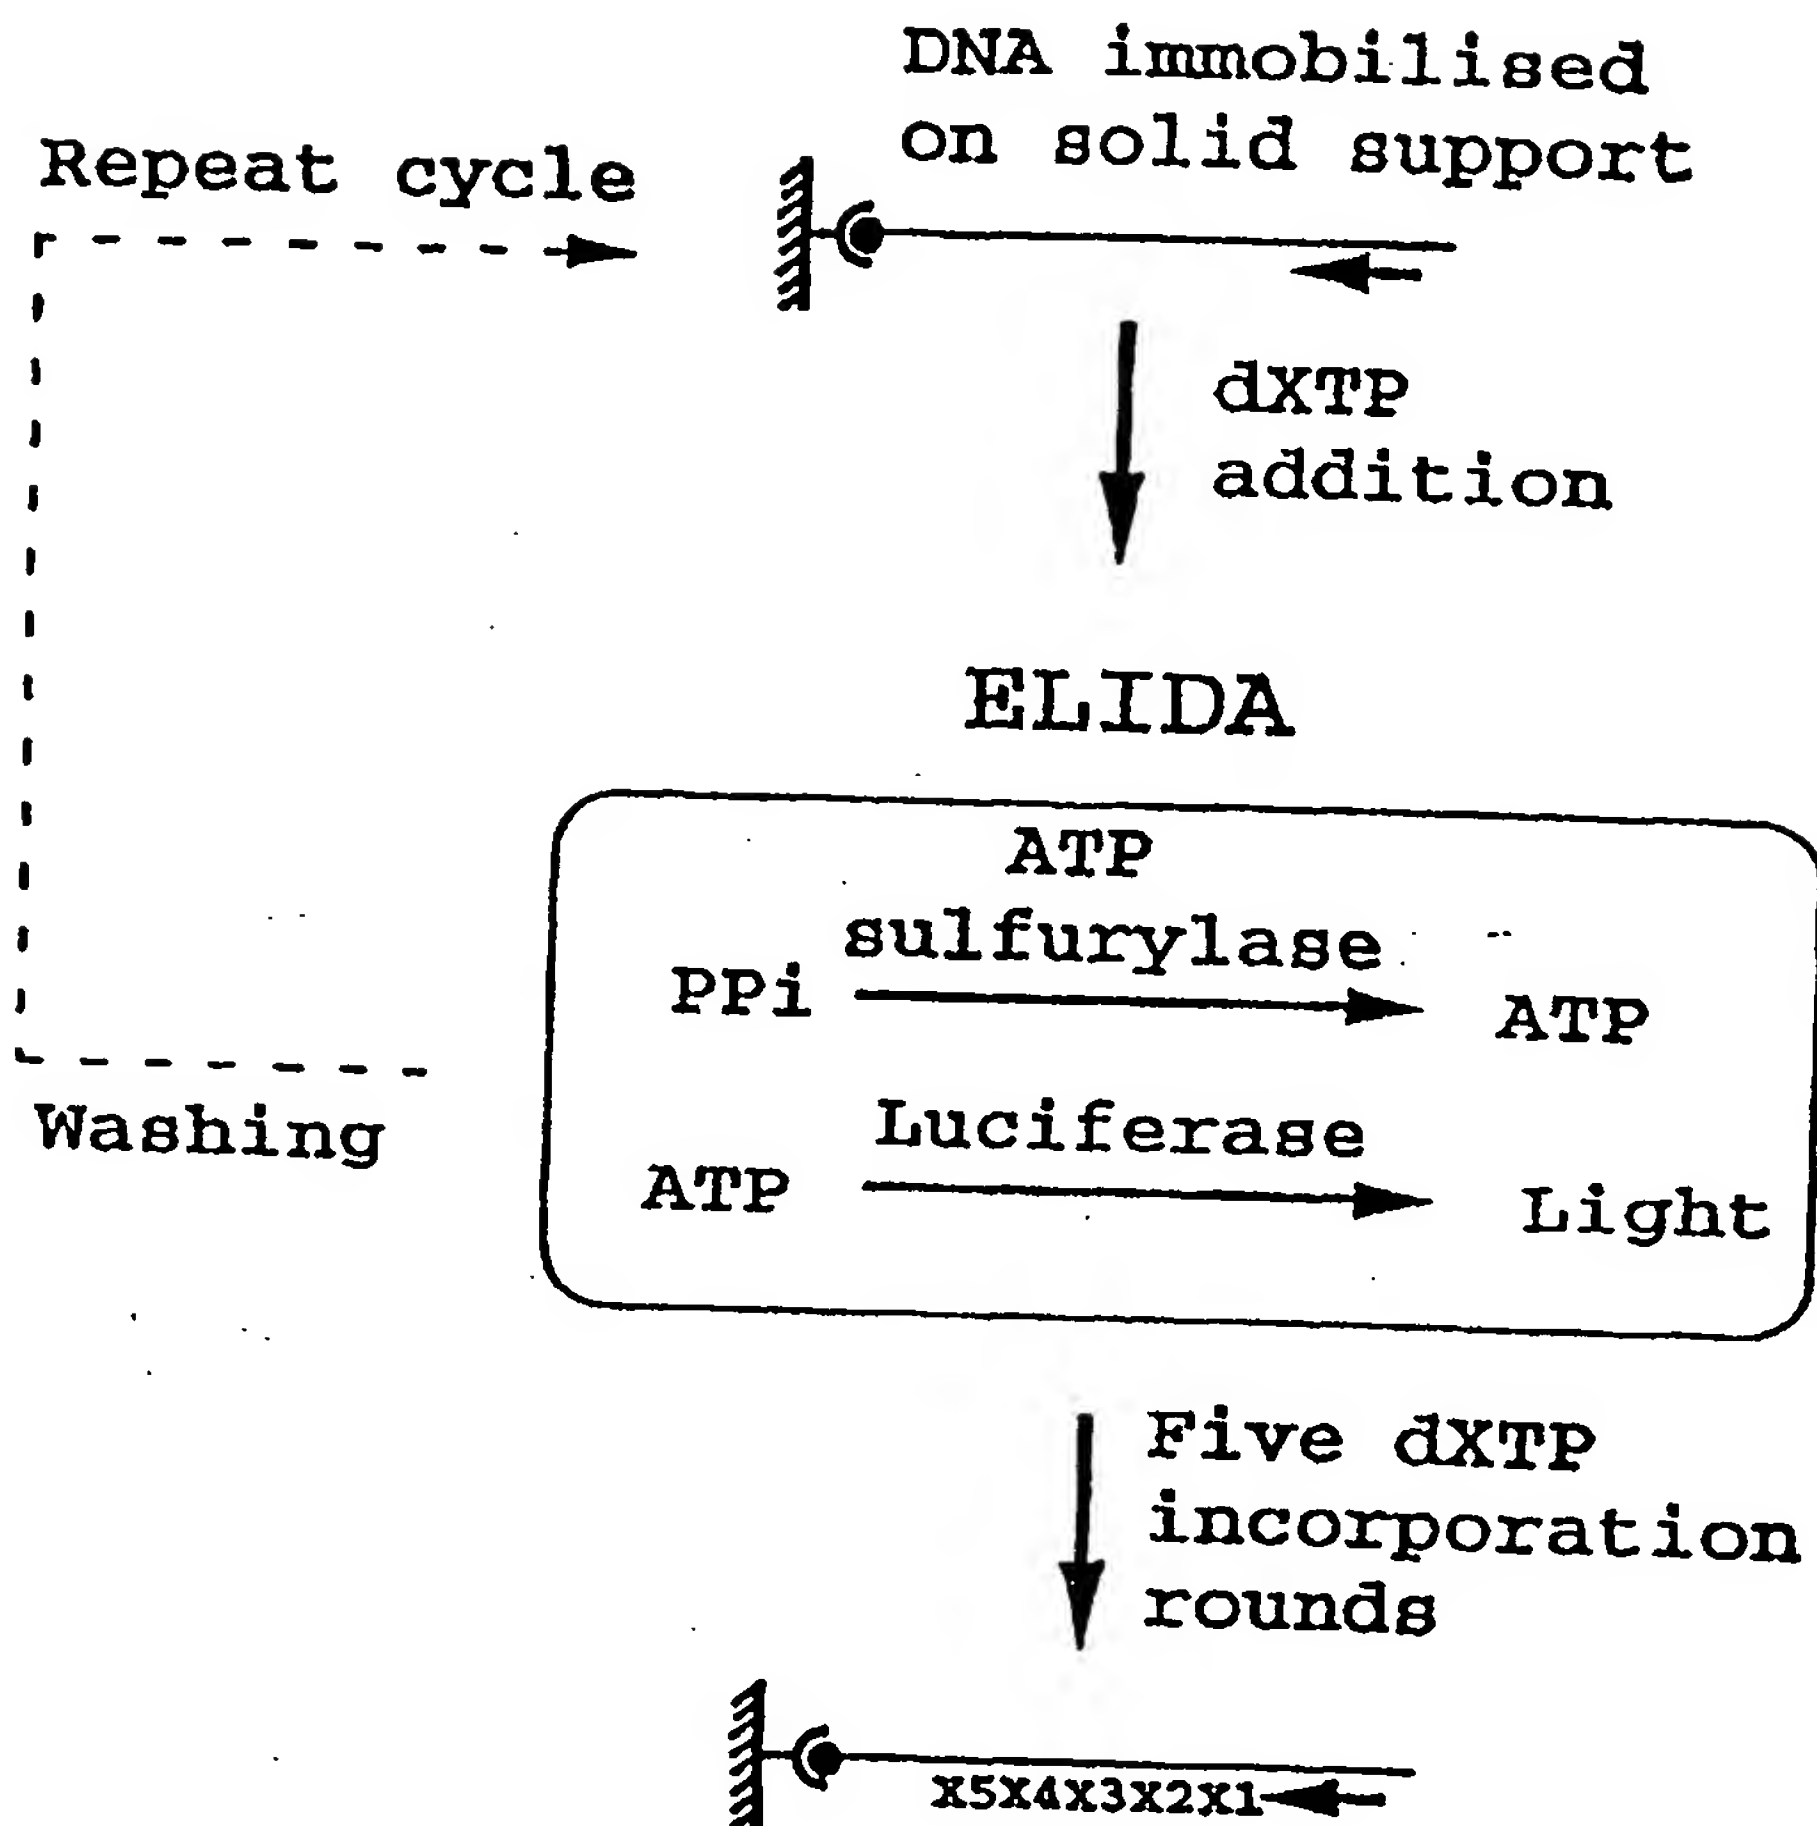 DNA immobilised
on solid support
Repeat cycle
dXTP
addition
ELIDA
ATP
sulfurylase
PPi
ATP
Luciferase
ATP
Light
Washing
Five dXTP
incorporation
rounds
X5X4X3X2X1